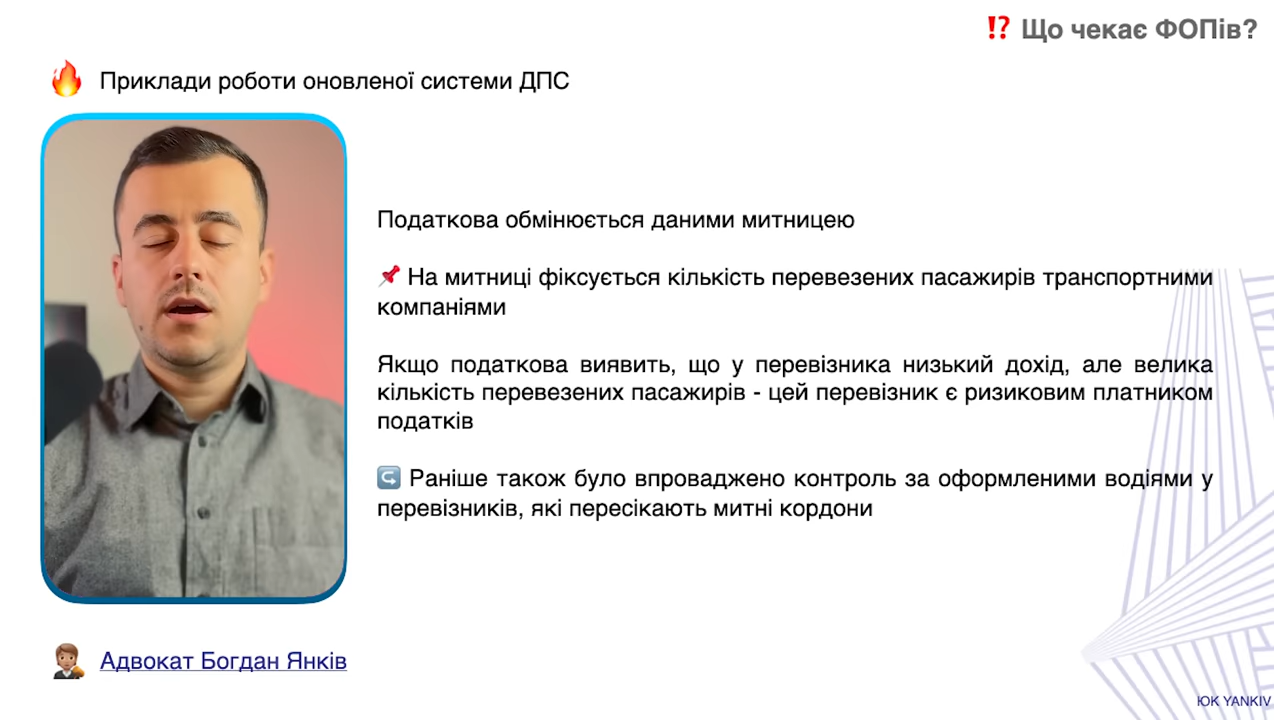 ⁉️ Що чекає ФОПів?
🔥 Приклади роботи оновленої системи ДПС
Податкова обмінюється даними митницею
📌 На митниці фіксується кількість перевезених пасажирів транспортними
компаніями
Якщо податкова виявить, що у перевізника низький дохід, але велика
кількість перевезених пасажирів - цей перевізник є ризиковим платником
податків
↪️ Раніше також було впроваджено контроль за оформленими водіями у
перевізників, які пересікають митні кордони
Адвокат Богдан Янків
ЮК YANKIV